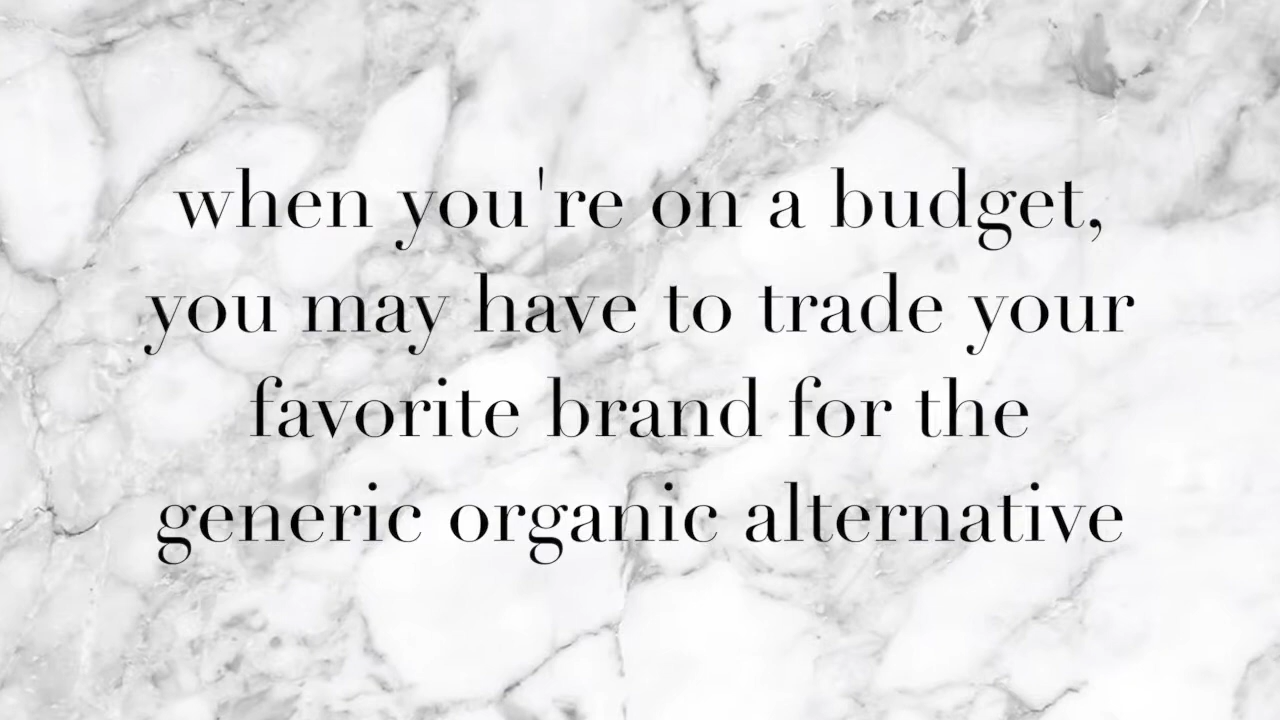 when you're on a budget,
you may have to trade your
favorite brand for the
generic organic alternative